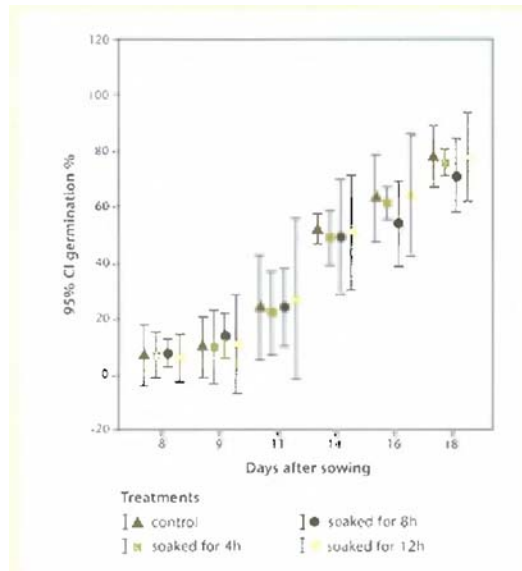 120
100
80
60
40
20
0
-20
95% CI germination %
8 9 11 14 16 18
Days after sowing
Treatments
control
soaked for 4h
soaked for 8h
soaked for 12h